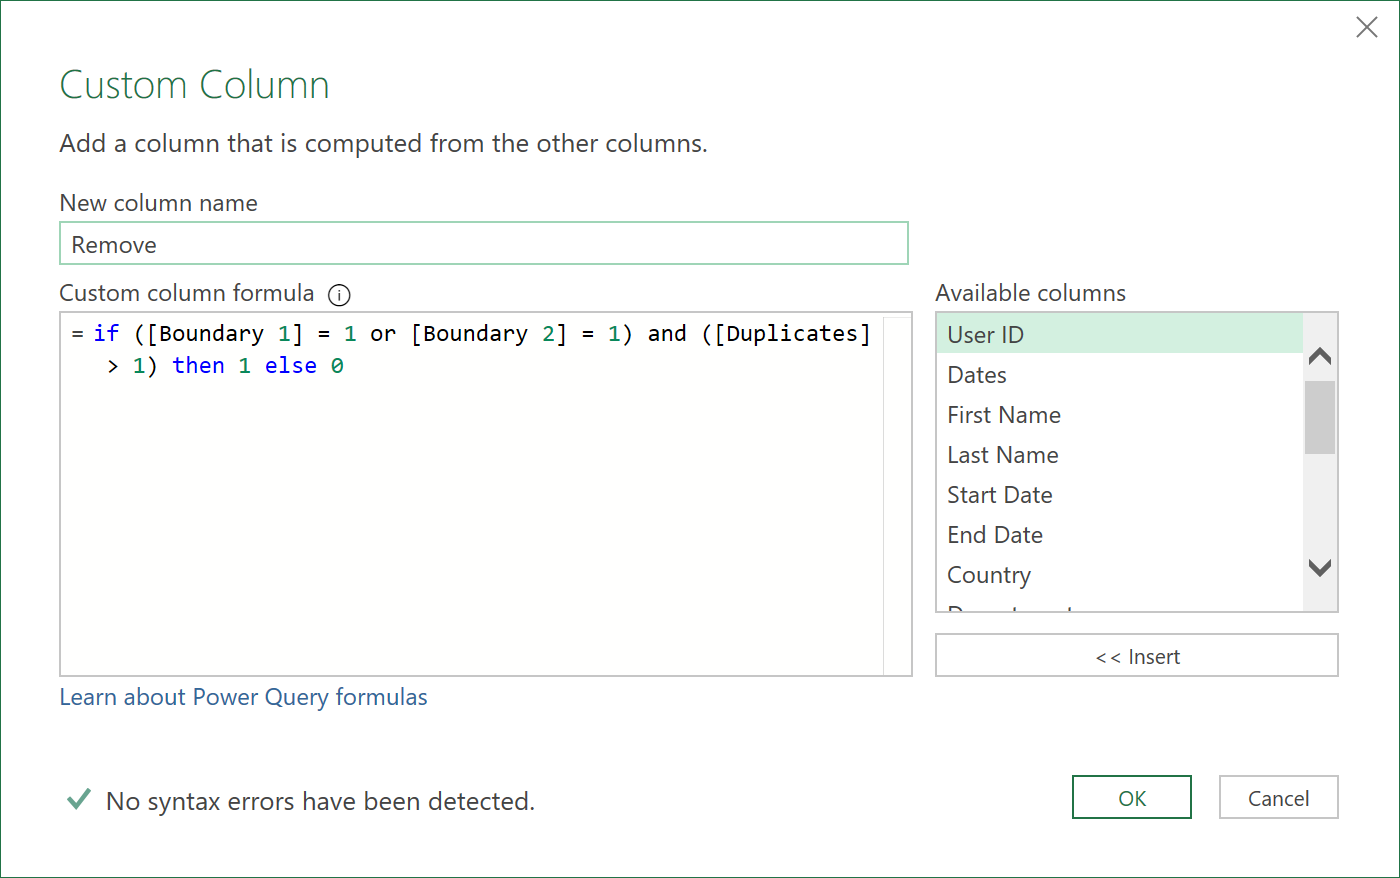 Custom Column
Add a column that is computed from the other columns.
New column name
Remove
Custom column formula
= if ([Boundary 1] = 1 or [Boundary 2] = 1) and ([Duplicates]
> 1) then 1 else 0
Available columns
User ID
Dates
First Name
Last Name
Start Date
End Date
Country
<< Insert
Learn about Power Query formulas
No syntax errors have been detected.
OK
Cancel